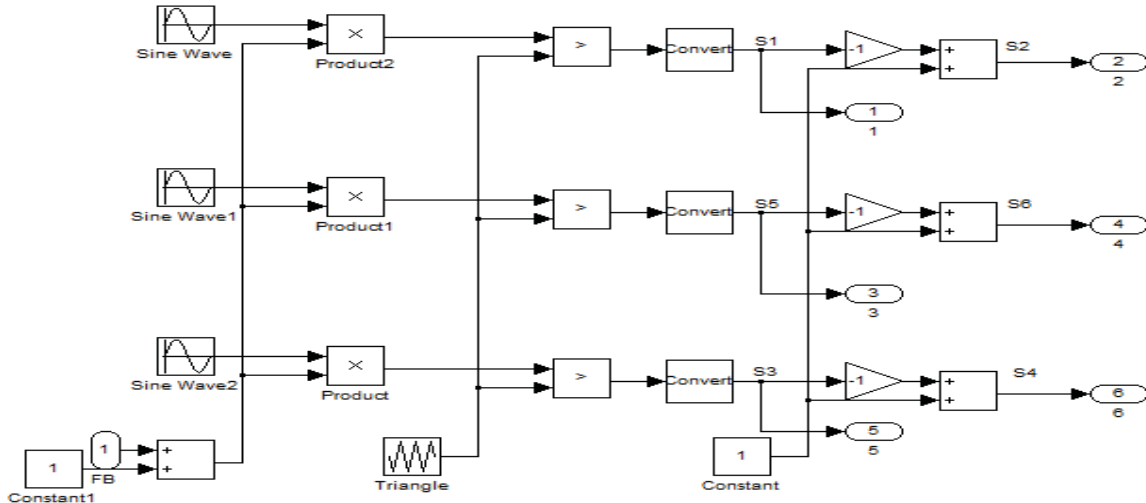 Sine Wave
×
Product2
>
Convert
S1
-1
+
+
S2
2
2
1
1
Sine Wave1
×
Product1
>
Convert
S5
-1
+
+
S6
4
4
3
3
Sine Wave2
×
Product
>
Convert
S3
-1
+
+
S4
6
6
5
5
1
Constant1
1
FB
+
+
Triangle
1
Constant